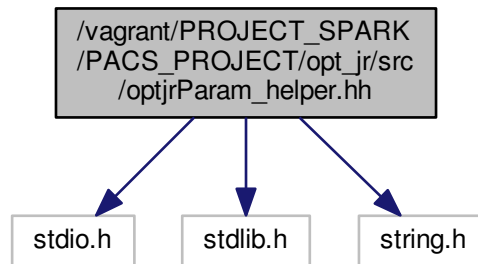 /vagrant/PROJECT_SPARK
/PACS_PROJECT/opt_jr/src
/optjrParam_helper.hh
stdio.h
stdlib.h
string.h